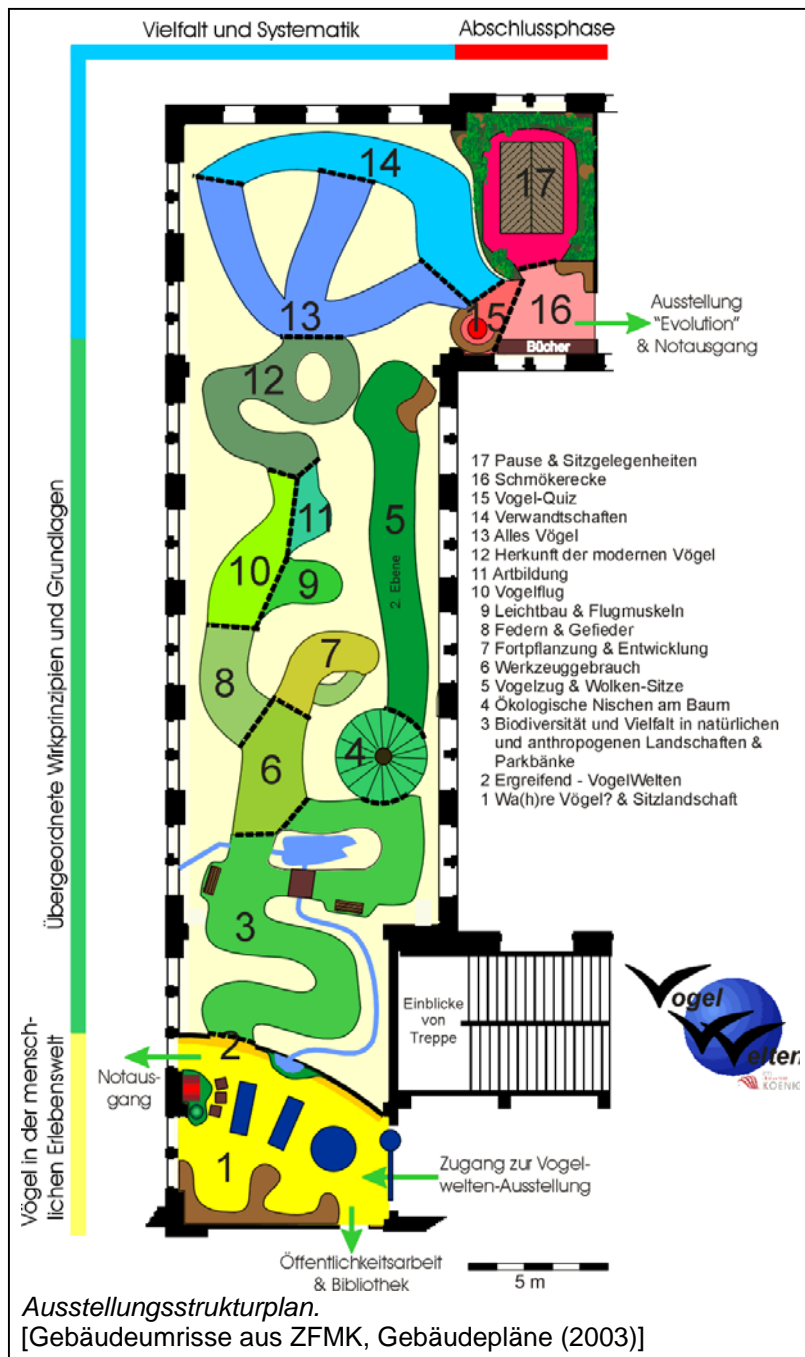 Vielfalt und Systematik
Abschlussphase
14
17
13
15
16
Bücher
Ausstellung
"Evolution"
& Notausgang
12
11
5
2. Ebene
10
9
8
7
4
6
3
17 Pause & Sitzgelegenheiten
16 Schmökerecke
15 Vogel-Quiz
14 Verwandtschaften
13 Alles Vögel
12 Herkunft der modernen Vögel
11 Artbildung
10 Vogelflug
9 Leichtbau & Flugmuskeln
8 Federn & Gefieder
7 Fortpflanzung & Entwicklung
6 Werkzeuggebrauch
5 Vogelzug & Wolken-Sitze
4 Ökologische Nischen am Baum
3 Biodiversität und Vielfalt in natürlichen
und anthropogenen Landschaften &
Parkbänke
2 Ergreifend - VogelWelten
1 Wa(h)re Vögel? & Sitzlandschaft
Übergeordnete Wirkprinzipien und Grundlagen
Einblicke
von
Treppe
Vogel
Welten
KOENIG
2
Notaus-
gang
Vögel in der mensch-
lichen Erlebenswelt
1
Zugang zur Vogel-
welten-Ausstellung
Öffentlichkeitsarbeit
& Bibliothek
5 m
Ausstellungsstrukturplan.
[Gebäudeumrisse aus ZFMK, Gebäudepläne (2003)]